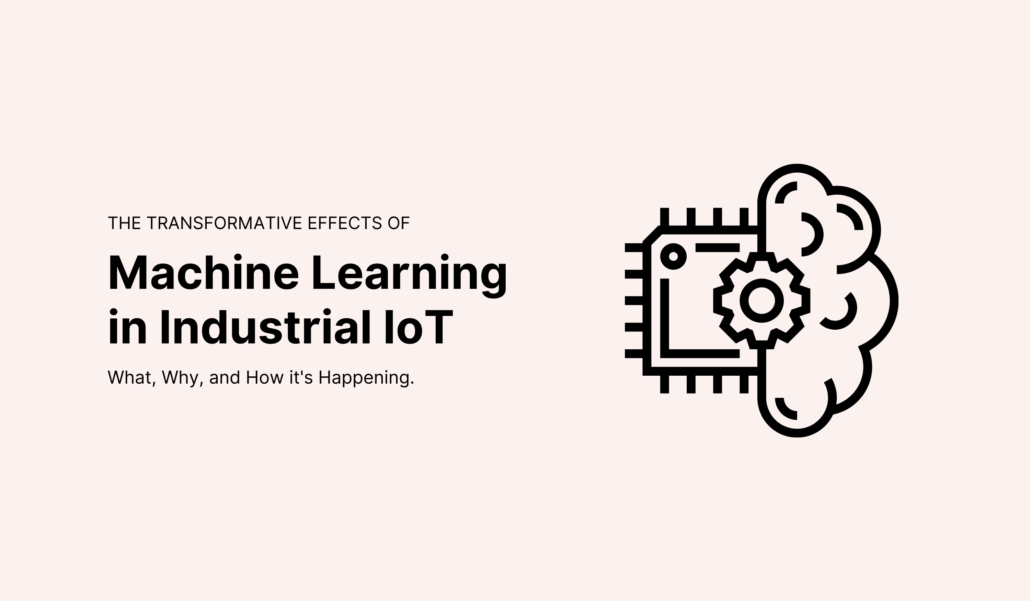 THE TRANSFORMATIVE EFFECTS OF
Machine Learning
in Industrial IoT
What, Why, and How it's Happening.